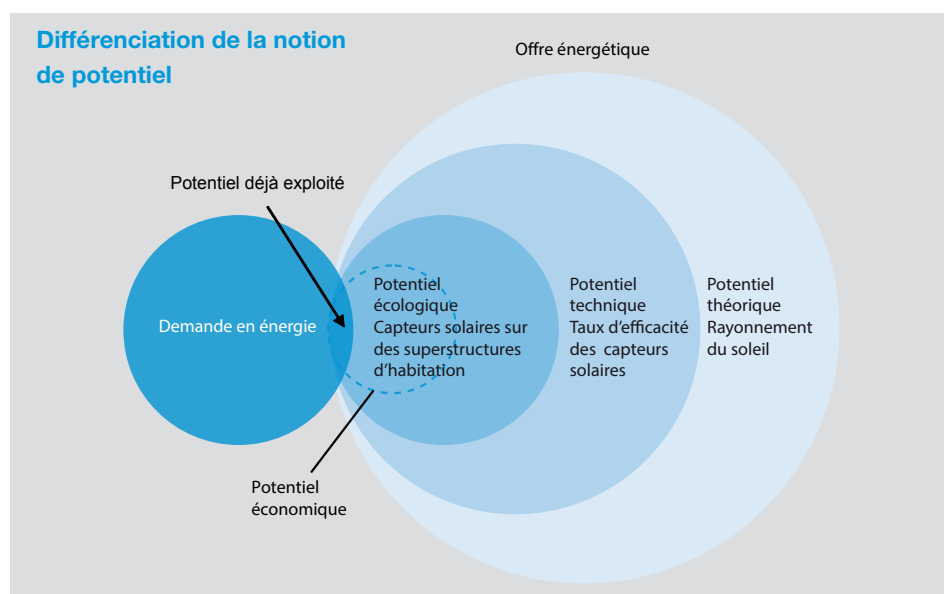 Différenciation de la notion
de potentiel
Offre énergétique
Potentiel déjà exploité
Demande en énergie
Potentiel
écologique
Capteurs solaires sur
des superstructures
d'habitation
Potentiel
technique
Taux d'efficacité
des capteurs
solaires
Potentiel
théorique
Rayonnement
du soleil
Potentiel
économique